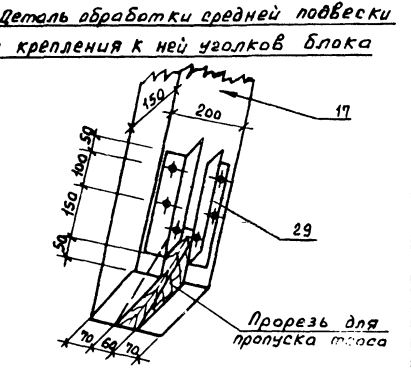 Деталь обработки средней подвески
крепления к ней уголков блока
150
200
17
50
100
150
50
29
Прорезь для
пропуска троса
70
60
70